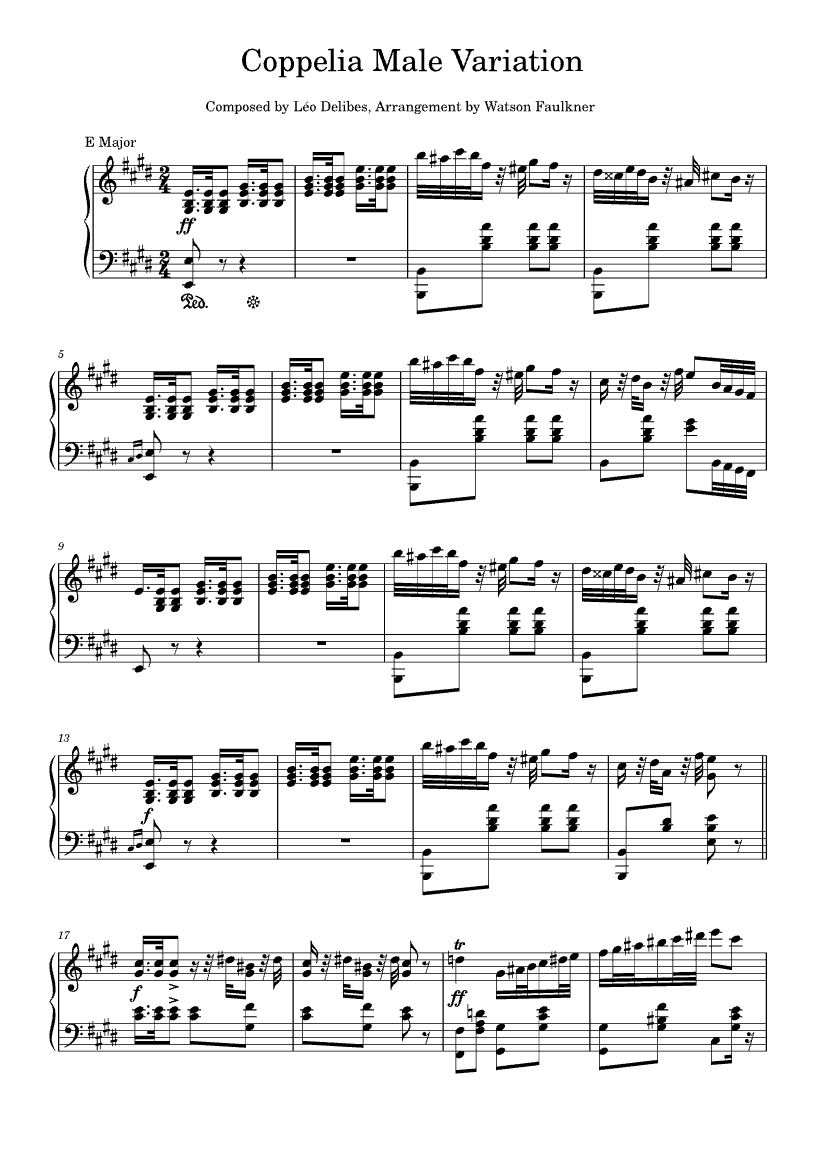 Coppelia Male Variation
Composed by Léo Delibes, Arrangement by Watson Faulkner
E Major
2 4
ff
2 4
Ped.
5
9
13
f
17
f
tr
ff